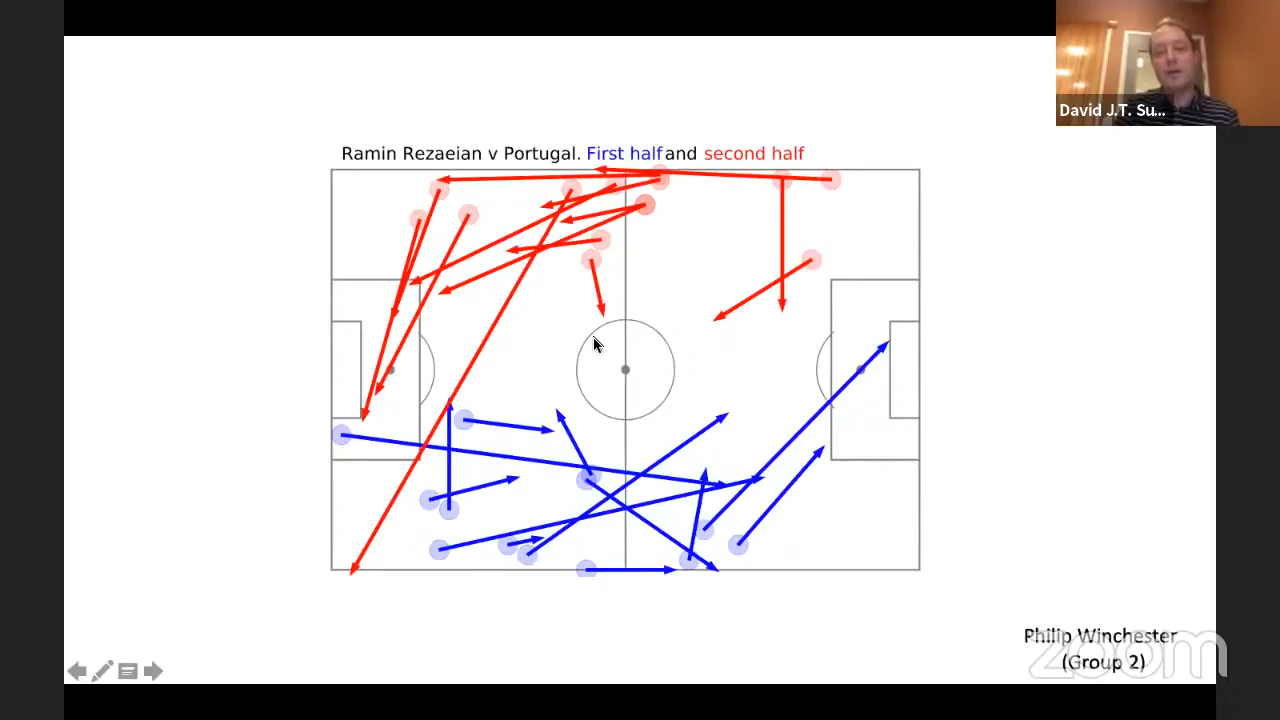 David J.T. Su...
Ramin Rezaeian v Portugal. First half and second half
Philip Winchester
(Group 2)
zoom